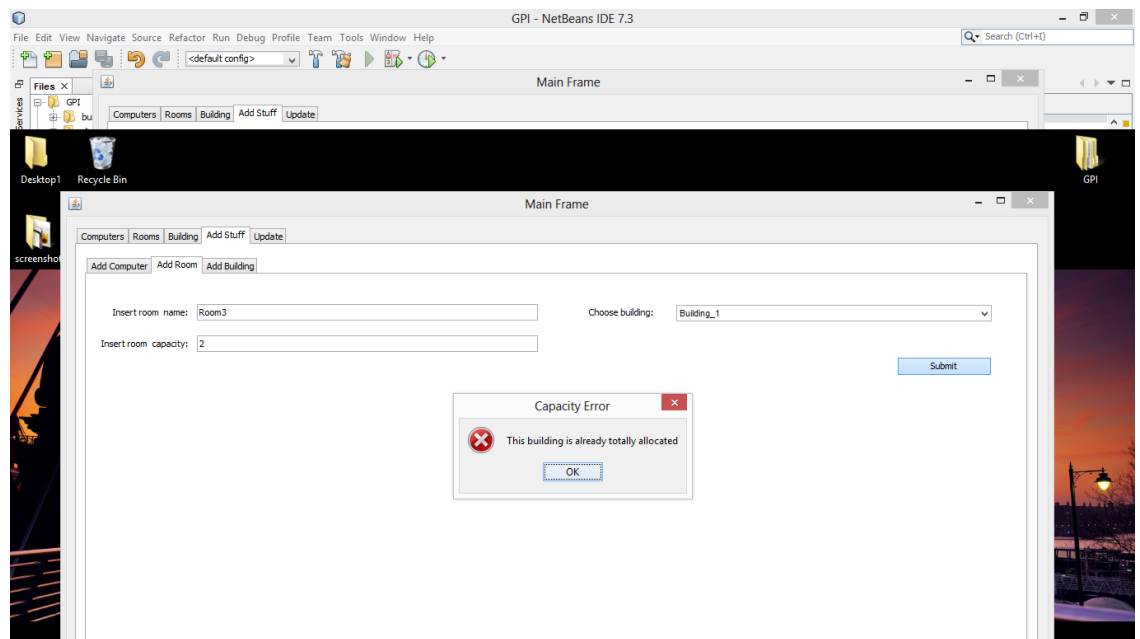 GPI - NetBeans IDE 7.3
File Edit View Navigate Source Refactor Run Debug Profile Team Tools Window Help
Search (Ctrl+I)
<default config>
Files
Main Frame
Services
GPI
bu
Computers Rooms Building Add Stuff Update
Desktop1
Recycle Bin
GPI
Main Frame
screenshot
Computers Rooms Building Add Stuff Update
Add Computer Add Room Add Building
Insert room name: Room3
Choose building: Building_1
Insert room capacity: 2
Submit
Capacity Error
This building is already totally allocated
OK